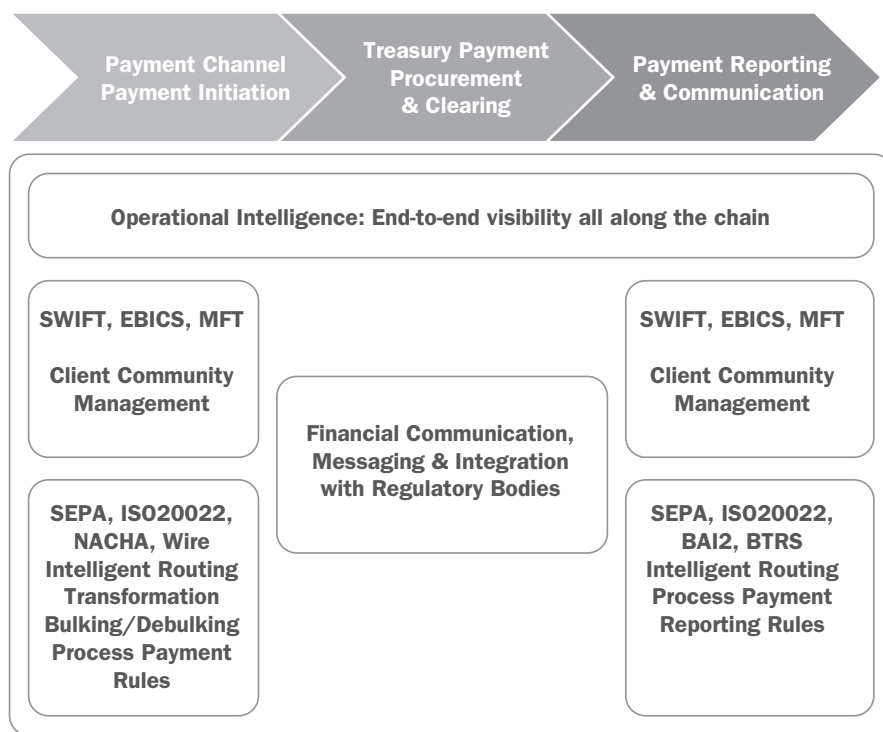 Payment Channel
Payment Initiation
Treasury Payment
Procurement
& Clearing
Payment Reporting
& Communication
Operational Intelligence: End-to-end visibility all along the chain
SWIFT, EBICS, MFT
Client Community
Management
SEPA, ISO20022,
NACHA, Wire
Intelligent Routing
Transformation
Bulking/Debulking
Process Payment
Rules
Financial Communication,
Messaging & Integration
with Regulatory Bodies
SWIFT, EBICS, MFT
Client Community
Management
SEPA, ISO20022,
BAI2, BTRS
Intelligent Routing
Process Payment
Reporting Rules